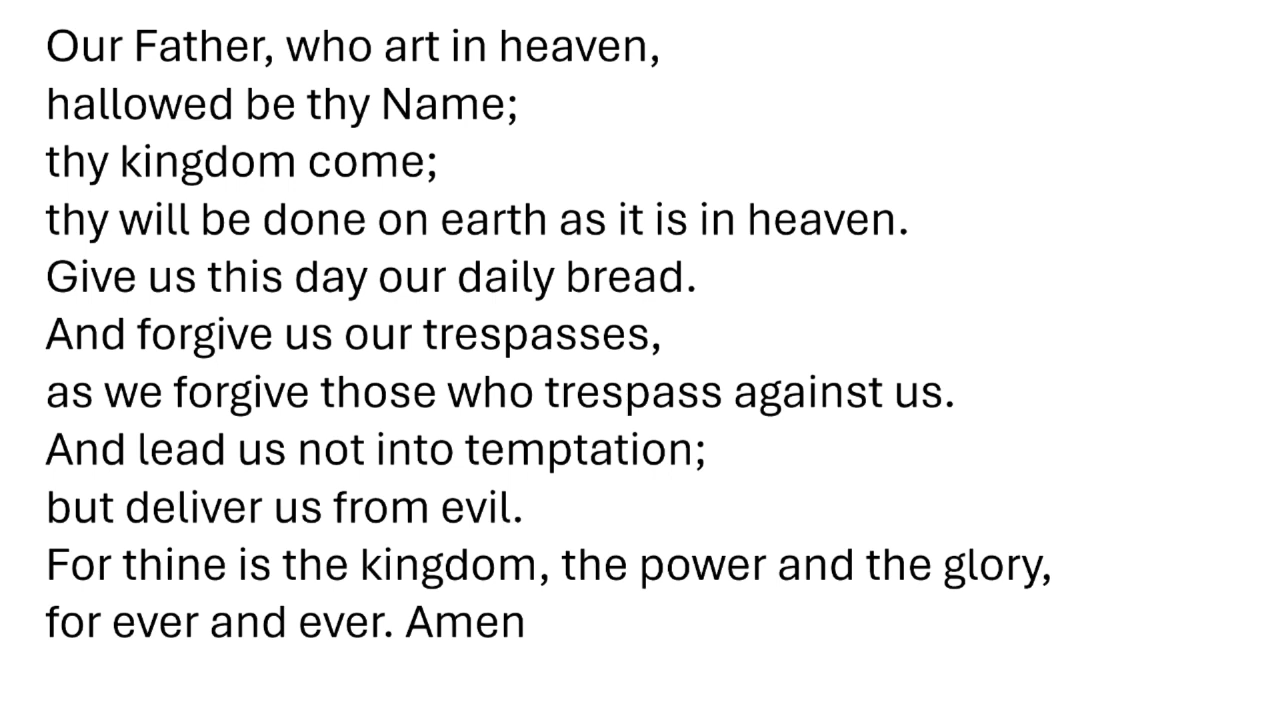 Our Father, who art in heaven,
hallowed be thy Name;
thy kingdom come;
thy will be done on earth as it is in heaven.
Give us this day our daily bread.
And forgive us our trespasses,
as we forgive those who trespass against us.
And lead us not into temptation;
but deliver us from evil.
For thine is the kingdom, the power and the glory,
for ever and ever. Amen